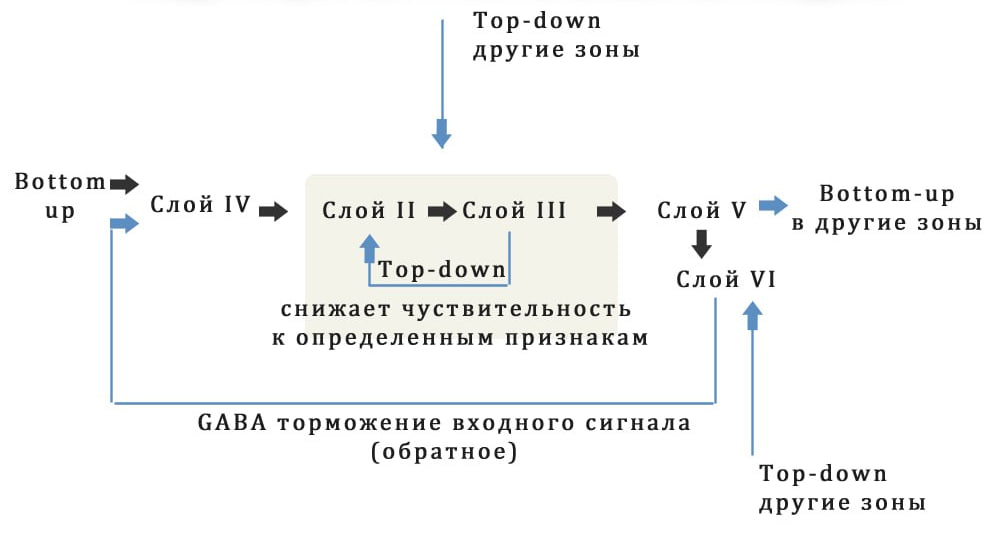 Top-down
другие зоны
Bottom
up
Слой IV
Слой II
Слой III
Слой V
Bottom-up
в другие зоны
Top-down
Слой VI
снижает чуствительность
к определенным признакам
GABA торможение входного сигнала
(обратное)
Top-down
другие зоны